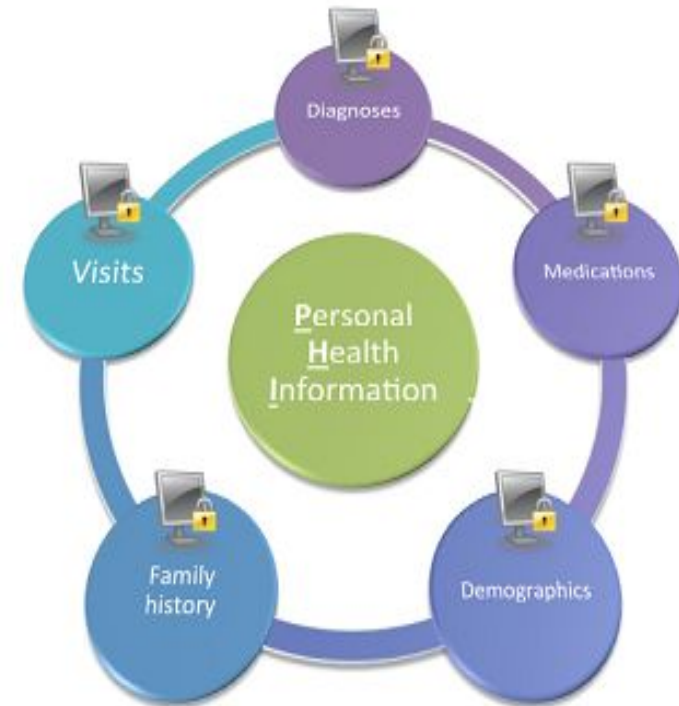 Diagnoses
Visits
Medications
Personal
Health
Information
Family
history
Demographics